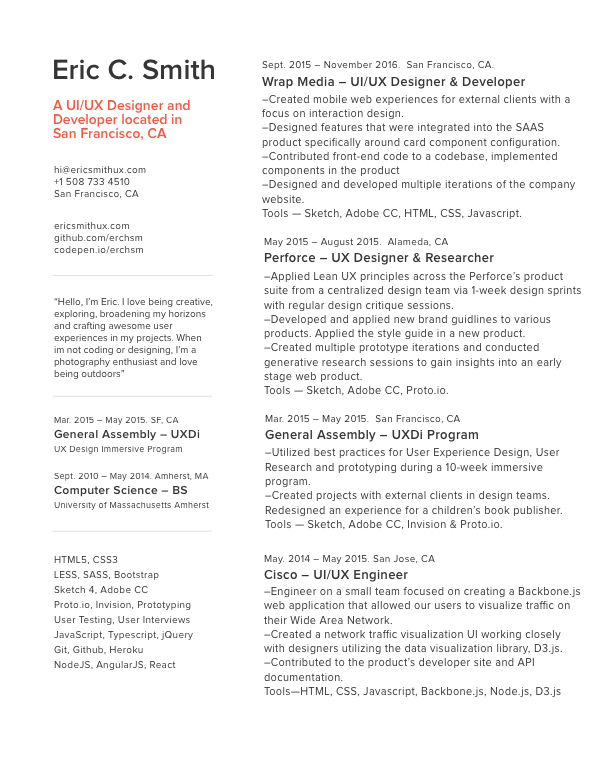 Eric C. Smith
A UI/UX Designer and
Developer located in
San Francisco, CA
hi@ericsmithux.com
+1 508 733 4510
San Francisco, CA
ericsmithux.com
github.com/erchsm
codepen.io/erchsm
"Hello, I'm Eric. I love being creative,
exploring, broadening my horizons
and crafting awesome user
experiences in my projects. When
im not coding or designing, I'm a
photography enthusiast and love
being outdoors”
Mar. 2015 – May 2015. SF, CA
General Assembly – UXDi
UX Design Immersive Program
Sept. 2010 – May 2014. Amherst, MA
Computer Science – BS
University of Massachusetts Amherst
HTML5, CSS3
LESS, SASS, Bootstrap
Sketch 4, Adobe CC
Proto.io, Invision, Prototyping
User Testing, User Interviews
JavaScript, Typescript, jQuery
Git, Github, Heroku
NodeJS, AngularJS, React
Sept. 2015 – November 2016.  San Francisco, CA.
Wrap Media – UI/UX Designer & Developer
–Created mobile web experiences for external clients with a
focus on interaction design.
–Designed features that were integrated into the SAAS
product specifically around card component configuration.
–Contributed front-end code to a codebase, implemented
components in the product
–Designed and developed multiple iterations of the company
website.
Tools — Sketch, Adobe CC, HTML, CSS, Javascript.
May 2015 – August 2015.  Alameda, CA
Perforce – UX Designer & Researcher
–Applied Lean UX principles across the Perforce's product
suite from a centralized design team via 1-week design sprints
with regular design critique sessions.
–Developed and applied new brand guidlines to various
products. Applied the style guide in a new product.
–Created multiple prototype iterations and conducted
generative research sessions to gain insights into an early
stage web product.
Tools — Sketch, Adobe CC, Proto.io.
Mar. 2015 – May 2015.  San Francisco, CA
General Assembly – UXDi Program
–Utilized best practices for User Experience Design, User
Research and prototyping during a 10-week immersive
program.
–Created projects with external clients in design teams.
Redesigned an experience for a children's book publisher.
Tools — Sketch, Adobe CC, Invision & Proto.io.
May. 2014 – May 2015. San Jose, CA
Cisco – UI/UX Engineer
–Engineer on a small team focused on creating a Backbone.js
web application that allowed our users to visualize traffic on
their Wide Area Network.
–Created a network traffic visualization UI working closely
with designers utilizing the data visualization library, D3.js.
–Contributed to the product's developer site and API
documentation.
Tools—HTML, CSS, Javascript, Backbone.js, Node.js, D3.js